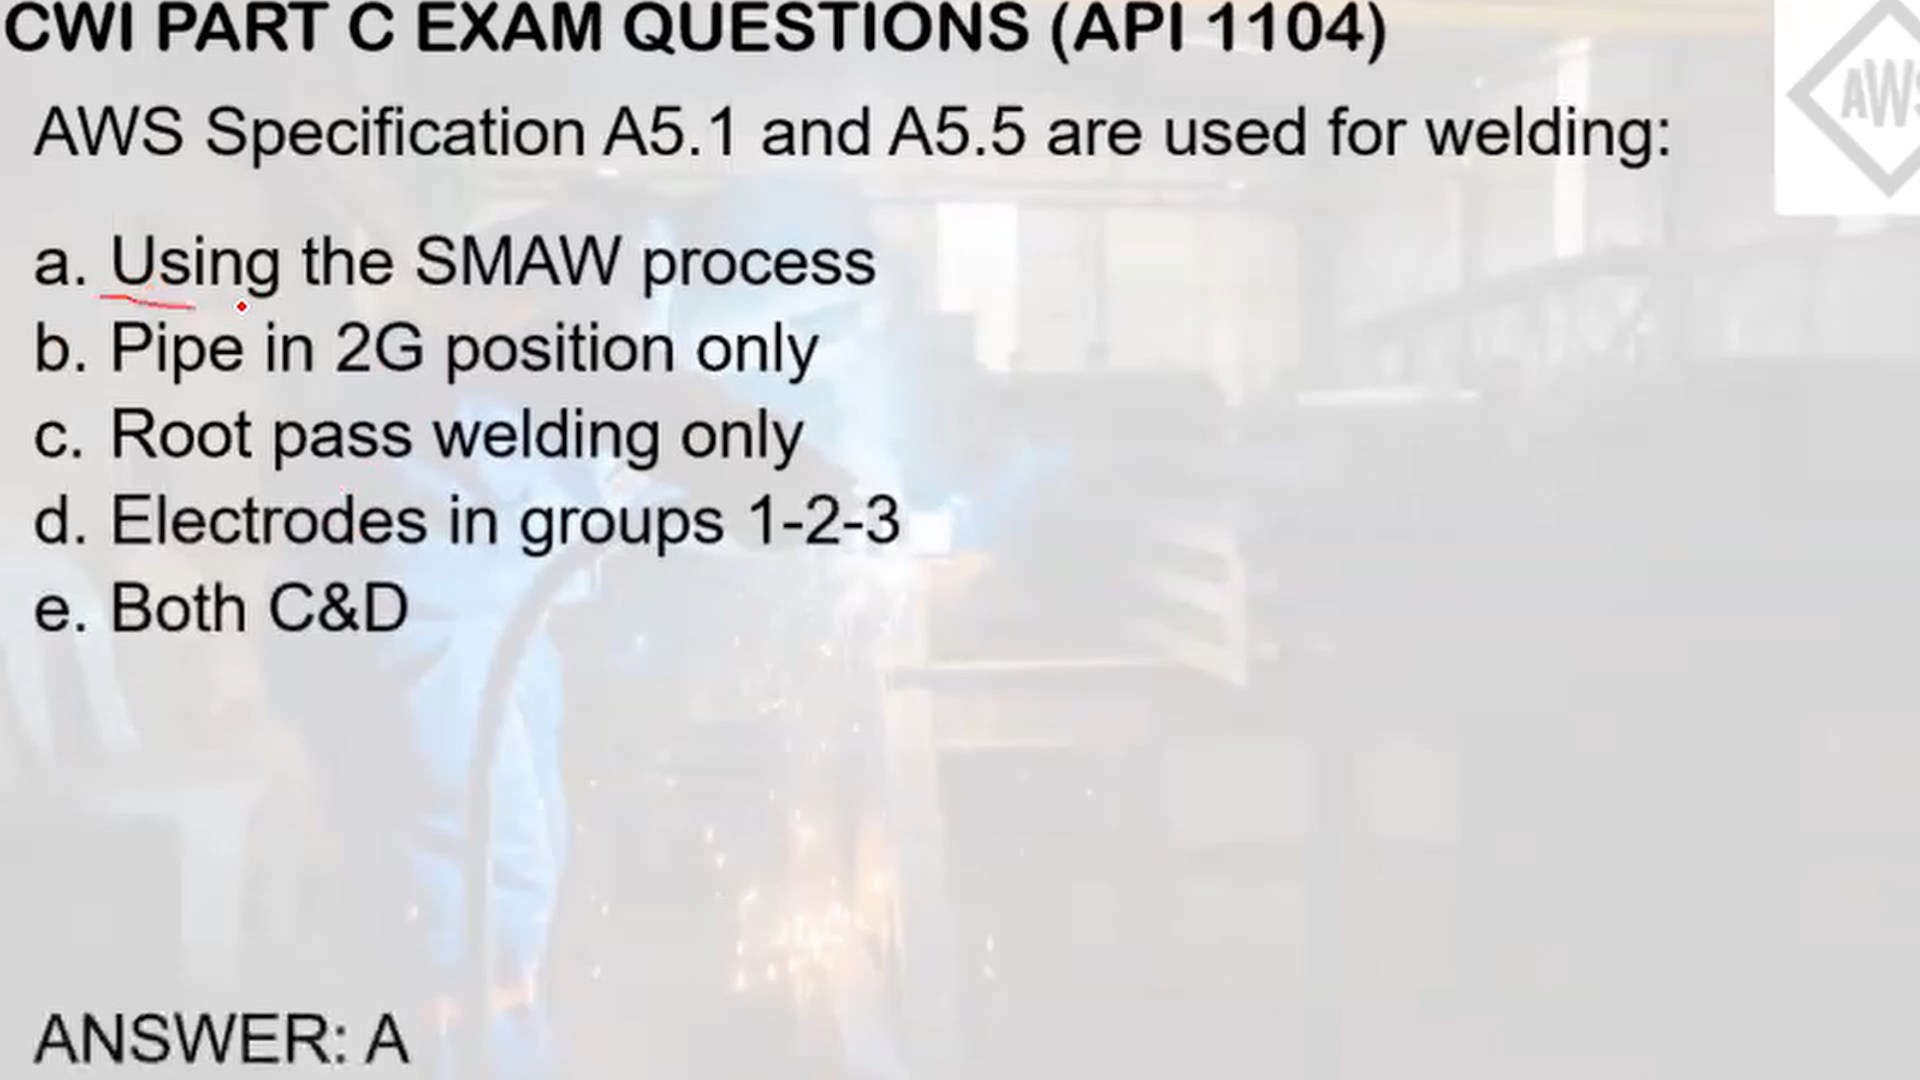 CWI PART C EXAM QUESTIONS (API 1104)
AWS
AWS Specification A5.1 and A5.5 are used for welding:
a. Using the SMAW process
b. Pipe in 2G position only
c. Root pass welding only
d. Electrodes in groups 1-2-3
e. Both C&D
ANSWER: A